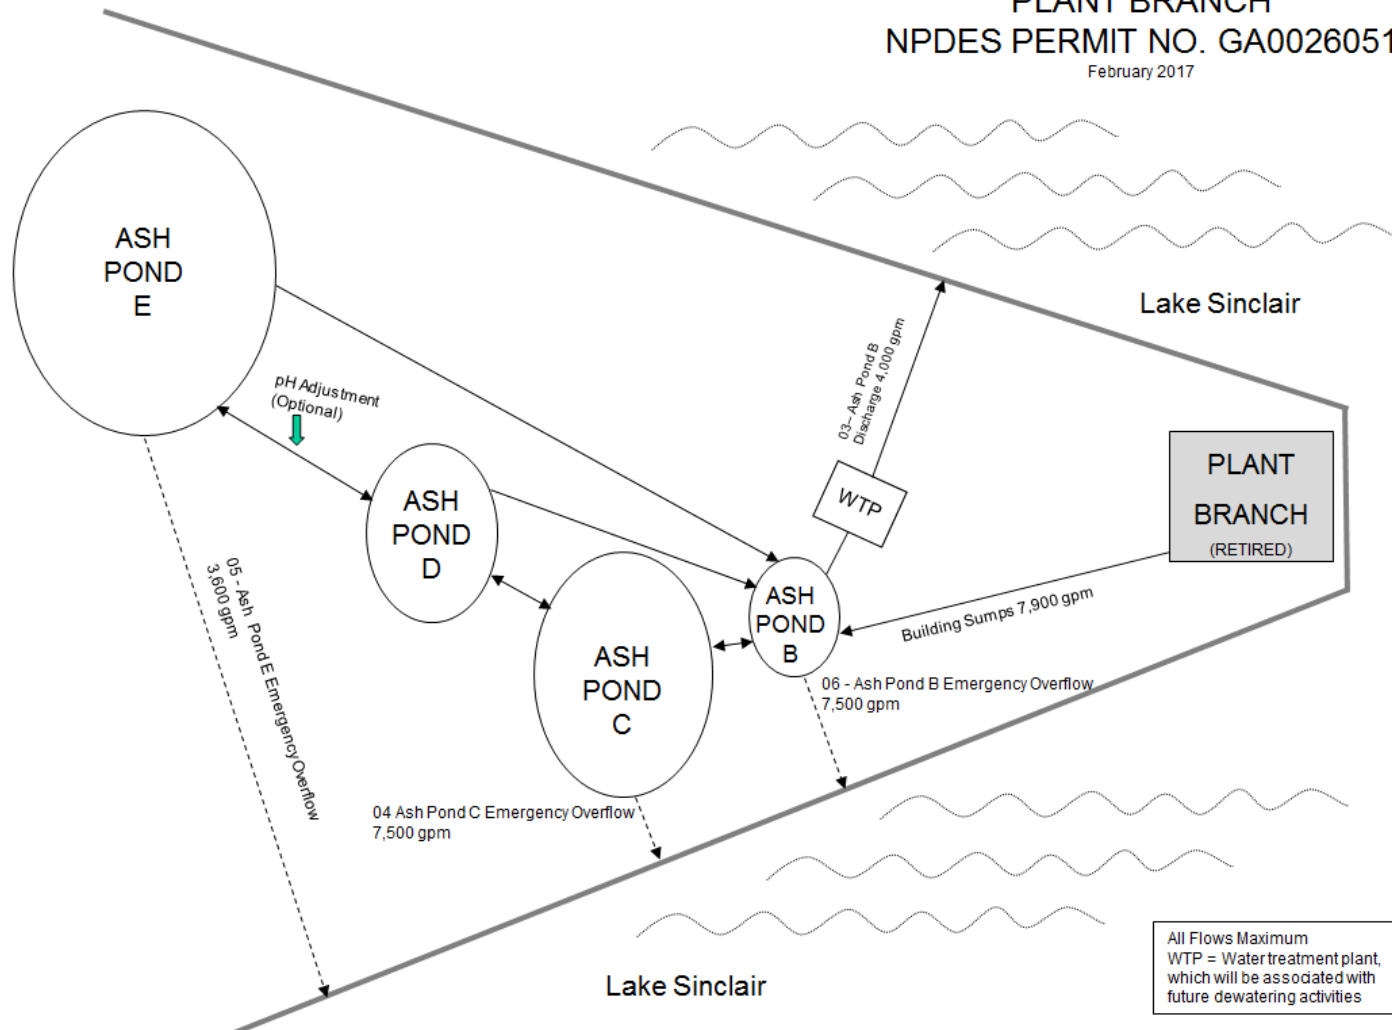 PLANT BRANCH
NPDES PERMIT NO. GA0026051
February 2017
Lake Sinclair
ASH
POND
E
pH Adjustment
(Optional)
03-- Ash Pond B
Discharge 4,000 gpm
WTP
PLANT
BRANCH
(RETIRED)
ASH
POND
D
ASH
POND
B
Building Sumps 7,900 gpm
ASH
POND
C
05 - Ash Pond E Emergency Overflow
3,600 gpm
06 - Ash Pond B Emergency Overflow
7,500 gpm
04 Ash Pond C Emergency Overflow
7,500 gpm
Lake Sinclair
All Flows Maximum
WTP = Water treatment plant,
which will be associated with
future dewatering activities